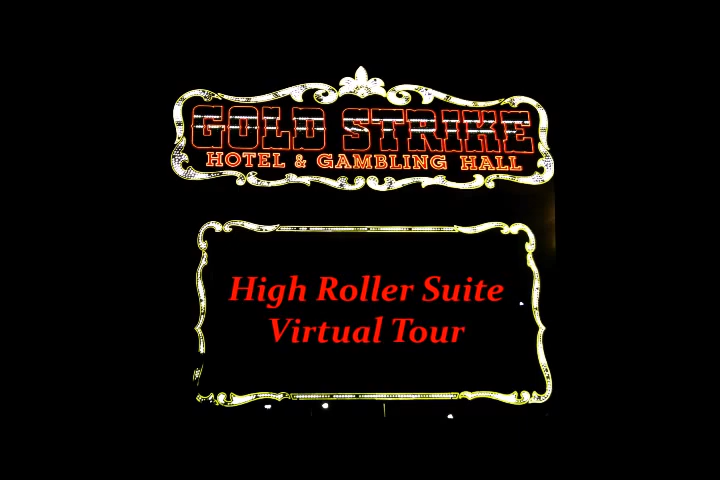 GOLD STRIKE
HOTEL & GAMBLING HALL
High Roller Suite
Virtual Tour